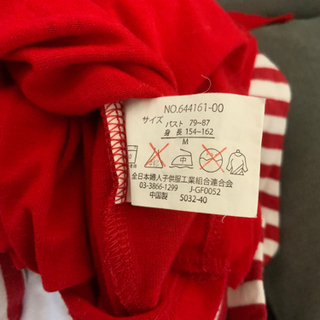 NO.644161-00
サイズ バスト 79~87
身長 154~162
M
中
全日本婦人子供服工業組合連合会
03-3866-1299 J-GF0052
中国製 S032-40